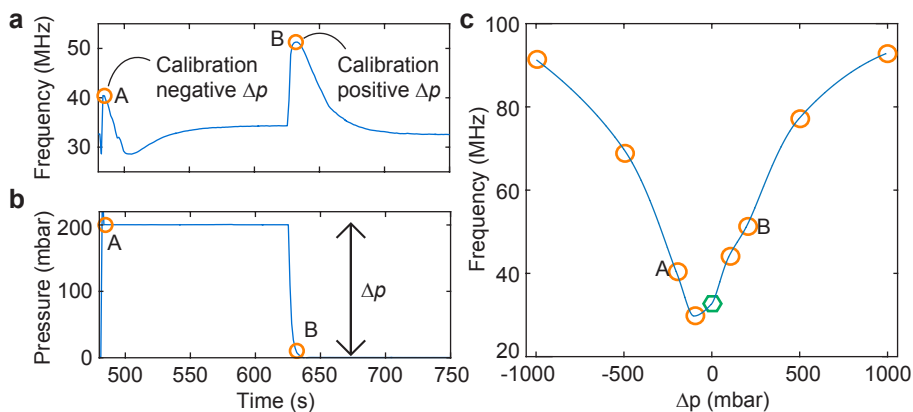 a
Frequency (MHz)
50
40
30
A
Calibration
negative Δp
B
Calibration
positive Δp
b
Pressure (mbar)
200
100
0
A
B
Δp
500 550 600 650 700 750
Time (s)
c
Frequency (MHz)
100
80
60
40
20
A
B
-1000 -500 0 500 1000
Δp (mbar)